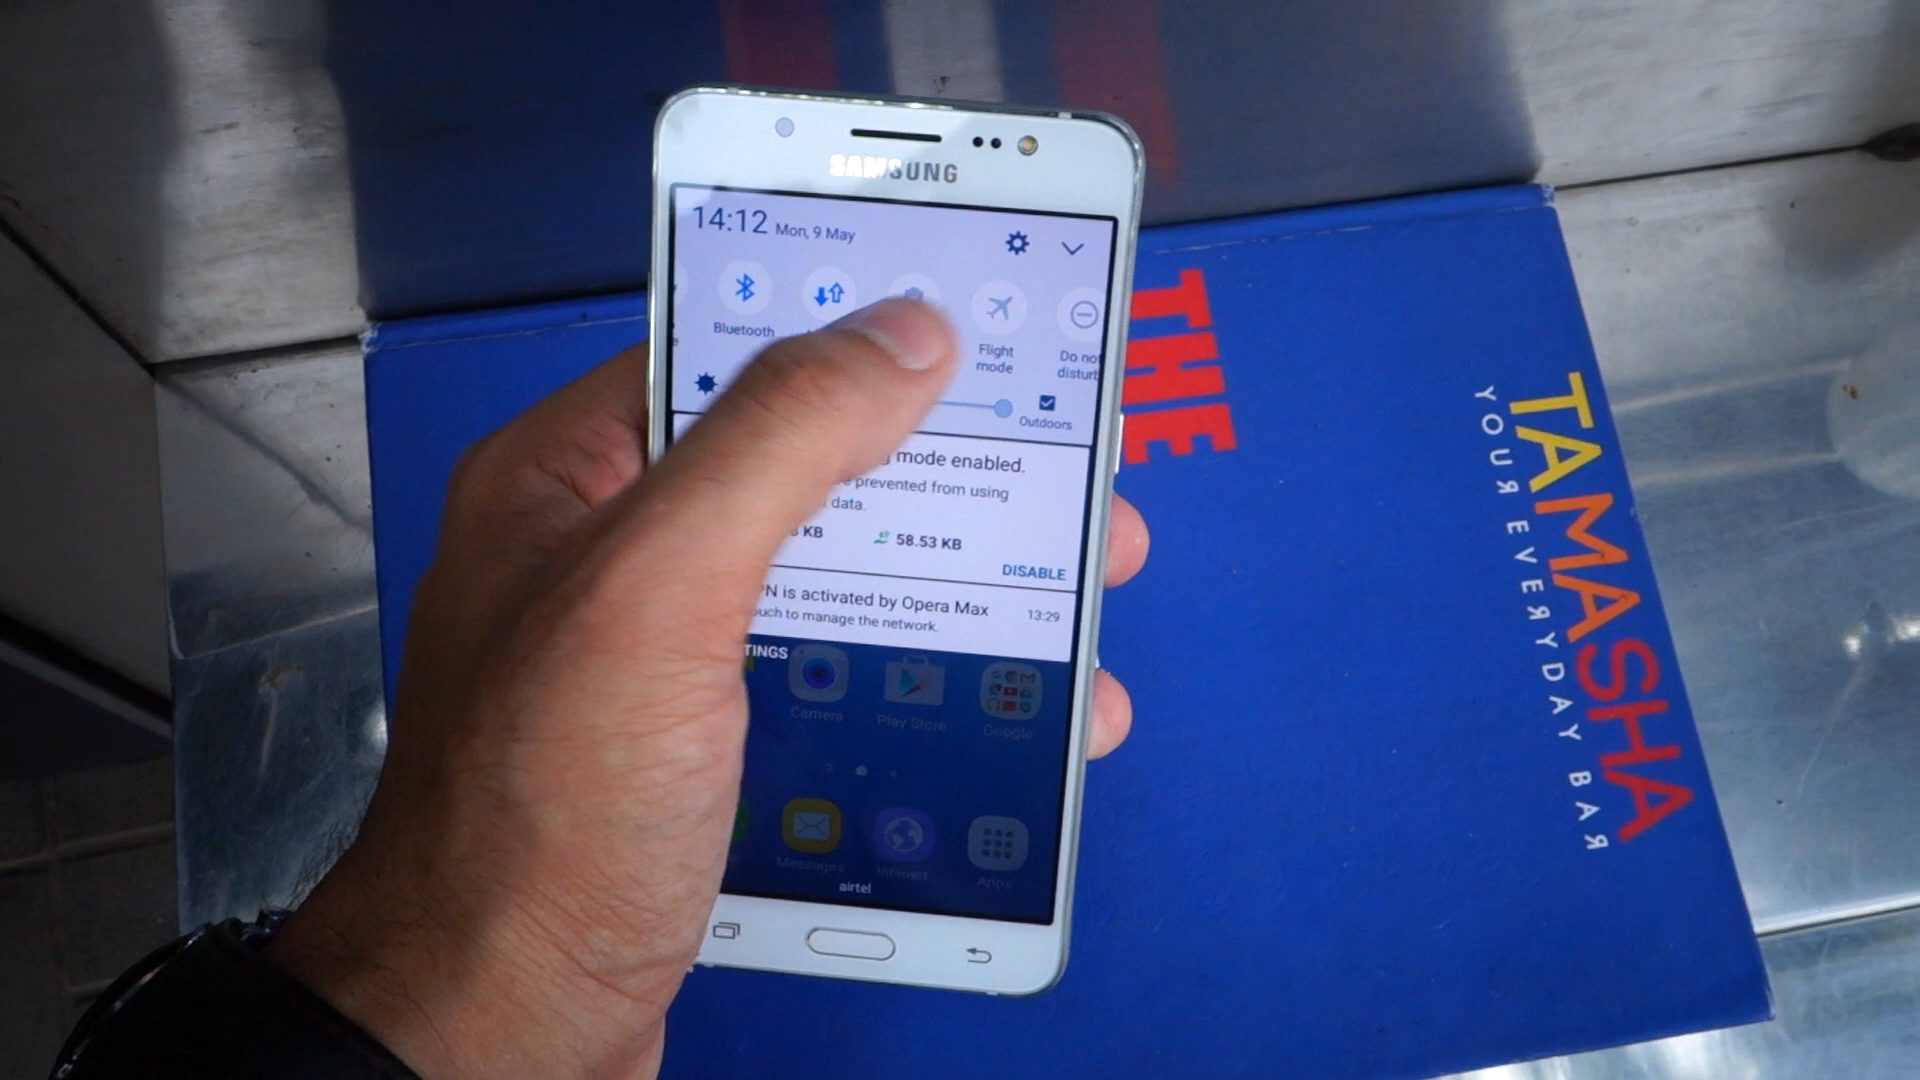 SAMSUNG
14:12 Mon, 9 May
Bluetooth
Flight
mode
Do not
disturb
Outdoors
mode enabled.
prevented from using
data.
KB 58.53 KB
DISABLE
is activated by Opera Max 13:29
to manage the network.
Camera
Play Store
Google
Messages
Internet
Apps
airtel
THE
TAMASHA
YOUR EVERYDAY BAR